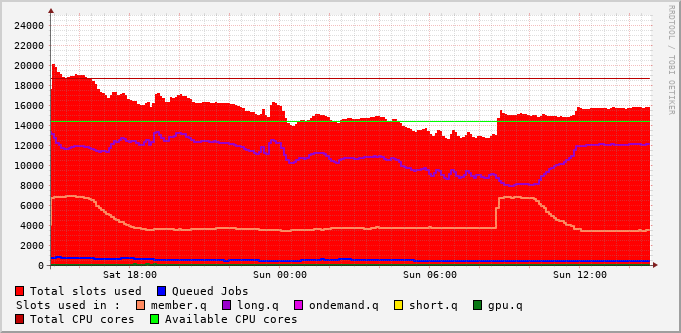 RRDTOOL / TOBI OETIKER
24000
22000
20000
18000
16000
14000
12000
10000
8000
6000
4000
2000
0
Sat 18:00 Sun 00:00 Sun 06:00 Sun 12:00
Total slots used Queued Jobs
Slots used in : member.q long.q ondemand.q short.q gpu.q
Total CPU cores Available CPU cores